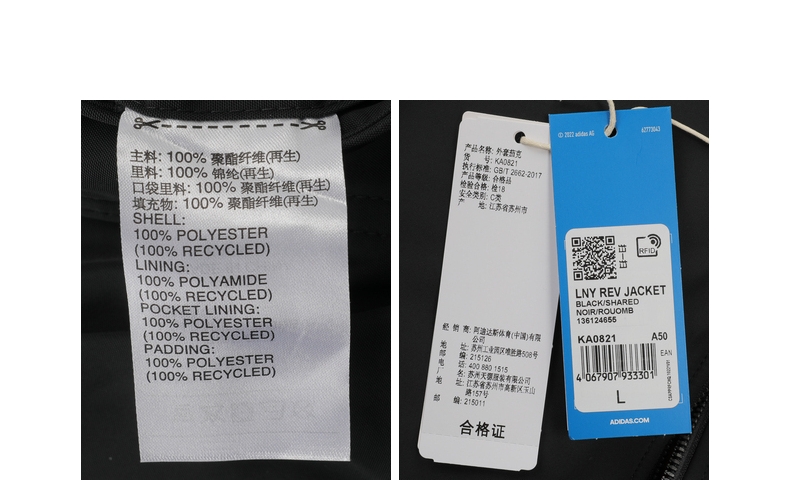 主料: 100% 聚酯纤维(再生)
里料: 100% 锦纶(再生)
口袋里料: 100% 聚酯纤维(再生)
填充物: 100% 聚酯纤维(再生)
SHELL:
100% POLYESTER
(100% RECYCLED)
LINING:
100% POLYAMIDE
(100% RECYCLED)
POCKET LINING:
100% POLYESTER
(100% RECYCLED)
PADDING:
100% POLYESTER
(100% RECYCLED)
产品名称: 外套茄克
货 号: KA0821
执行标准: GB/T 2662-2017
产品等级: 合格品
检验合格: 检18
安全类别: C类
产 地: 江苏省苏州市
经 销 商: 阿迪达斯体育(中国)有限
公司
地 址: 苏州工业园区唯胜路508号
邮 编: 215126
电 话: 400 880 1515
厂 名: 苏州天源服装有限公司
地 址: 江苏省苏州市高新区玉山
路157号
邮 编: 215011
合格证
© 2022 adidas AG
62773043
RFID
LNY REV JACKET
BLACK/SHARED
NOIR/ROUOMB
136124655
KA0821 A50
EAN
4 067907 933301
L
ADIDAS.COM